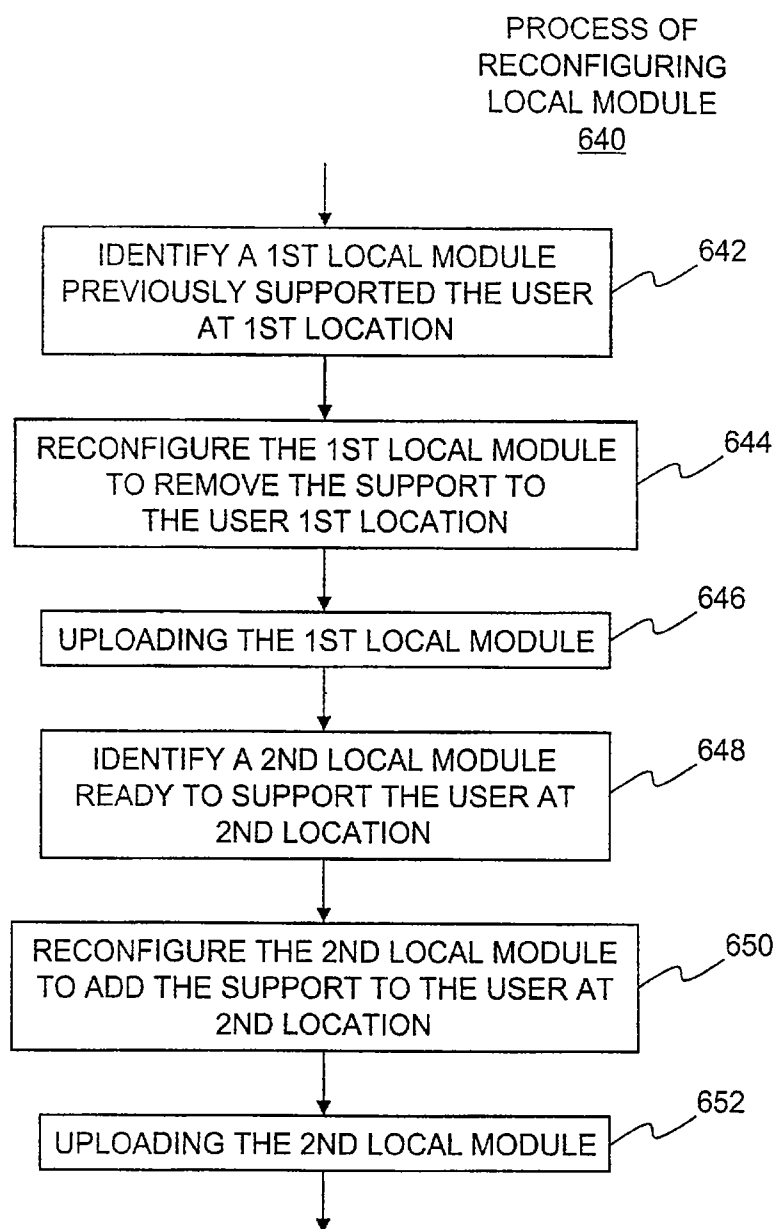 PROCESS OF
RECONFIGURING
LOCAL MODULE
640
IDENTIFY A 1ST LOCAL MODULE
PREVIOUSLY SUPPORTED THE USER
AT 1ST LOCATION
642
RECONFIGURE THE 1ST LOCAL MODULE
TO REMOVE THE SUPPORT TO
THE USER 1ST LOCATION
644
UPLOADING THE 1ST LOCAL MODULE
646
IDENTIFY A 2ND LOCAL MODULE
READY TO SUPPORT THE USER AT
2ND LOCATION
648
RECONFIGURE THE 2ND LOCAL MODULE
TO ADD THE SUPPORT TO THE USER AT
2ND LOCATION
650
UPLOADING THE 2ND LOCAL MODULE
652